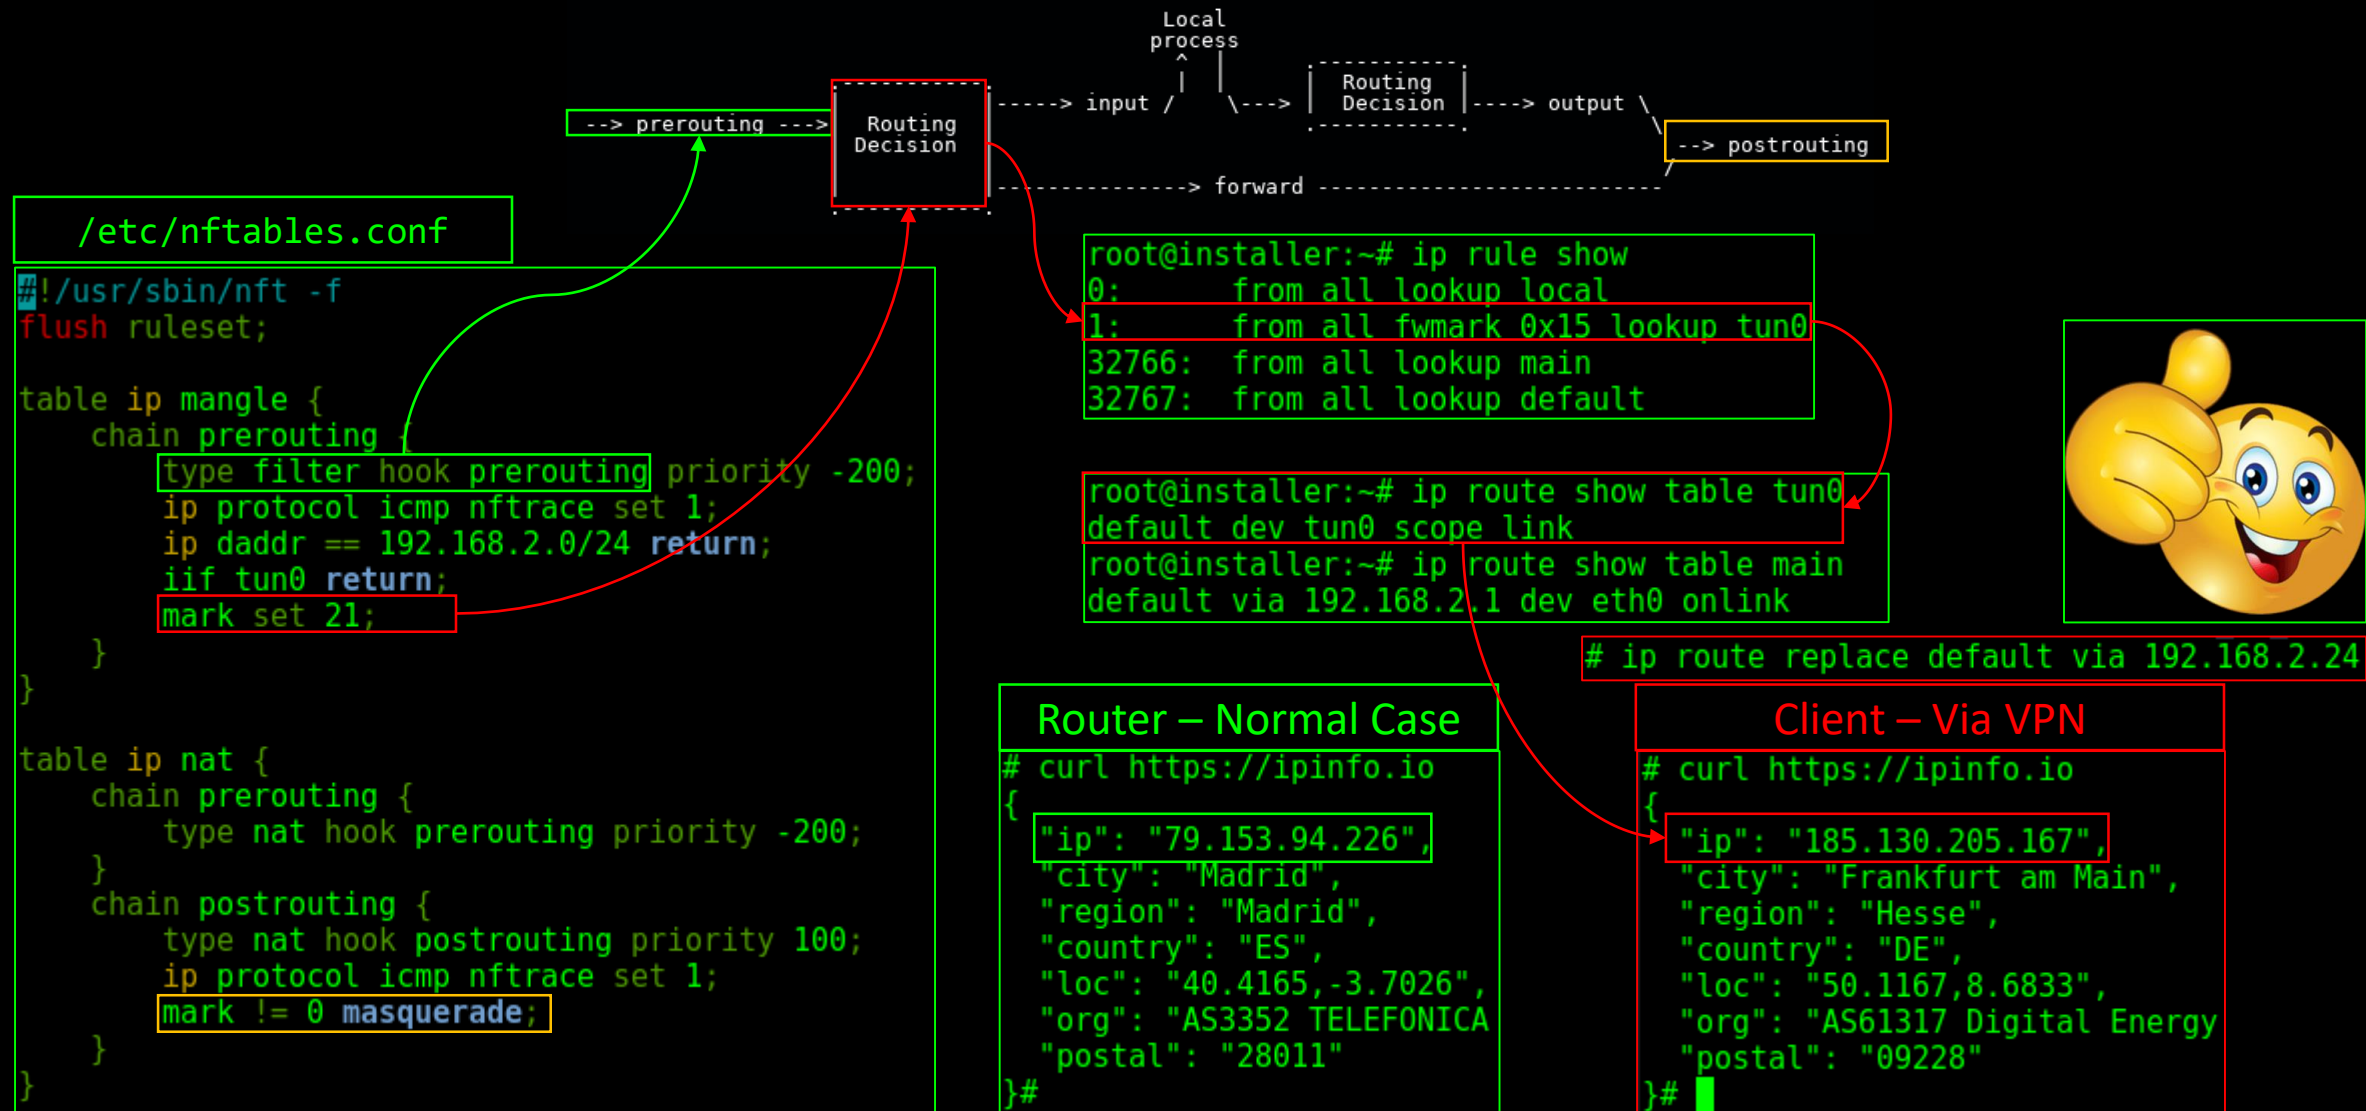 Local
process
Routing
Decision
-----> input /
\---> 
----> output \
--> prerouting --->
Routing
Decision
--> postrouting
--------------> forward ---------------------------
/etc/nftables.conf
#!/usr/sbin/nft -f
flush ruleset;
table ip mangle {
chain prerouting {
type filter hook prerouting priority -200;
ip protocol icmp nftrace set 1;
ip daddr == 192.168.2.0/24 return;
iif tun0 return;
mark set 21;
}
}
table ip nat {
chain prerouting {
type nat hook prerouting priority -200;
}
chain postrouting {
type nat hook postrouting priority 100;
ip protocol icmp nftrace set 1;
mark != 0 masquerade;
}
}
root@installer:~# ip rule show
0: from all lookup local
1: from all fwmark 0x15 lookup tun0
32766: from all lookup main
32767: from all lookup default
root@installer:~# ip route show table tun0
default dev tun0 scope link
root@installer:~# ip route show table main
default via 192.168.2.1 dev eth0 onlink
# ip route replace default via 192.168.2.24
Router – Normal Case
# curl https://ipinfo.io
{
"ip": "79.153.94.226",
"city": "Madrid",
"region": "Madrid",
"country": "ES",
"loc": "40.4165,-3.7026",
"org": "AS3352 TELEFONICA
"postal": "28011"
}#
Client – Via VPN
# curl https://ipinfo.io
{
"ip": "185.130.205.167",
"city": "Frankfurt am Main",
"region": "Hesse",
"country": "DE",
"loc": "50.1167,8.6833",
"org": "AS61317 Digital Energy
"postal": "09228"
}#